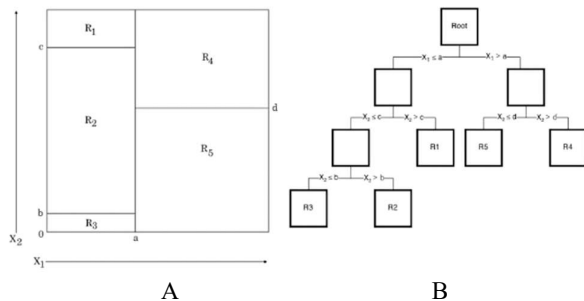 R1
c
R4
R2
d
R5
b
R3
0
a
X2
X1
A
Root
X1 ≤ a
X1 > a
X2 ≤ c
X2 > c
X2 ≤ d
X2 > d
R1
R5
R4
X2 ≤ b
X2 > b
R3
R2
B